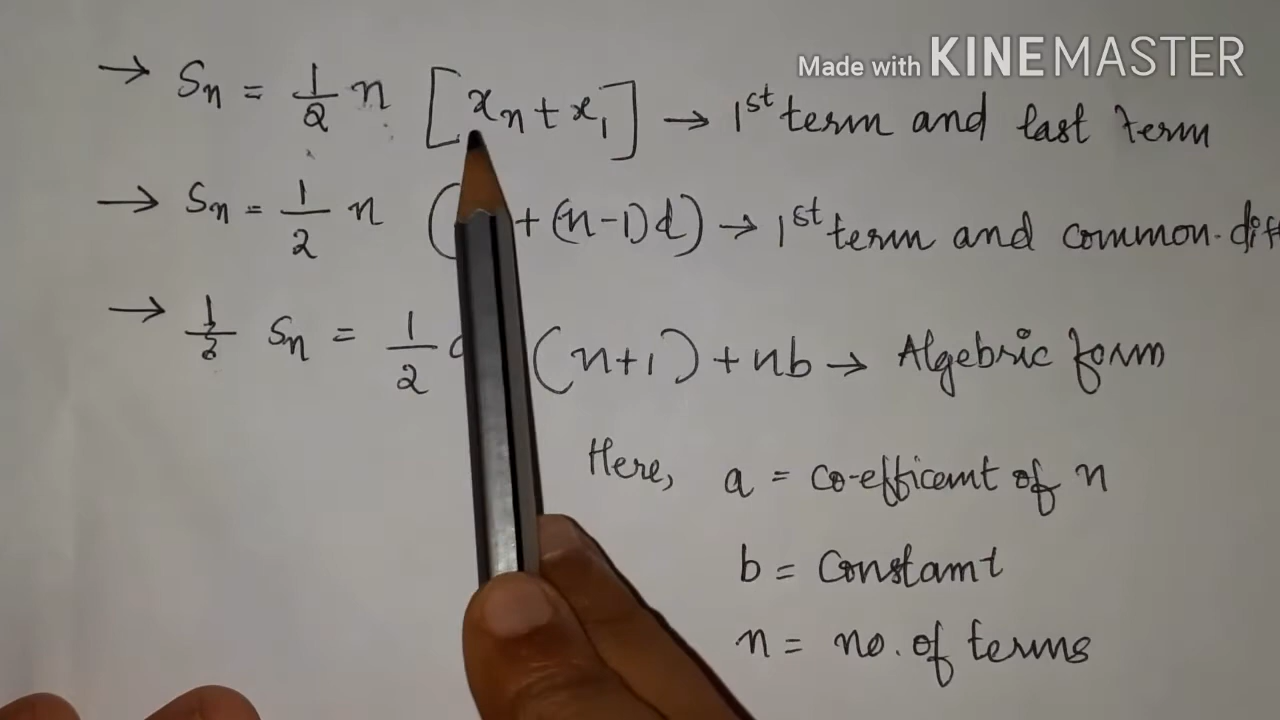 Made with KINEMASTER
→ Sn = 1/2 n [xn + x1] → 1st term and last term
→ Sn = 1/2 n ( + (n-1)d) → 1st term and common.dif
→ 1/2 Sn = 1/2 (n+1) + nb → Algebric form
Here, a = co-efficent of n
b = Constant
n = no. of terms